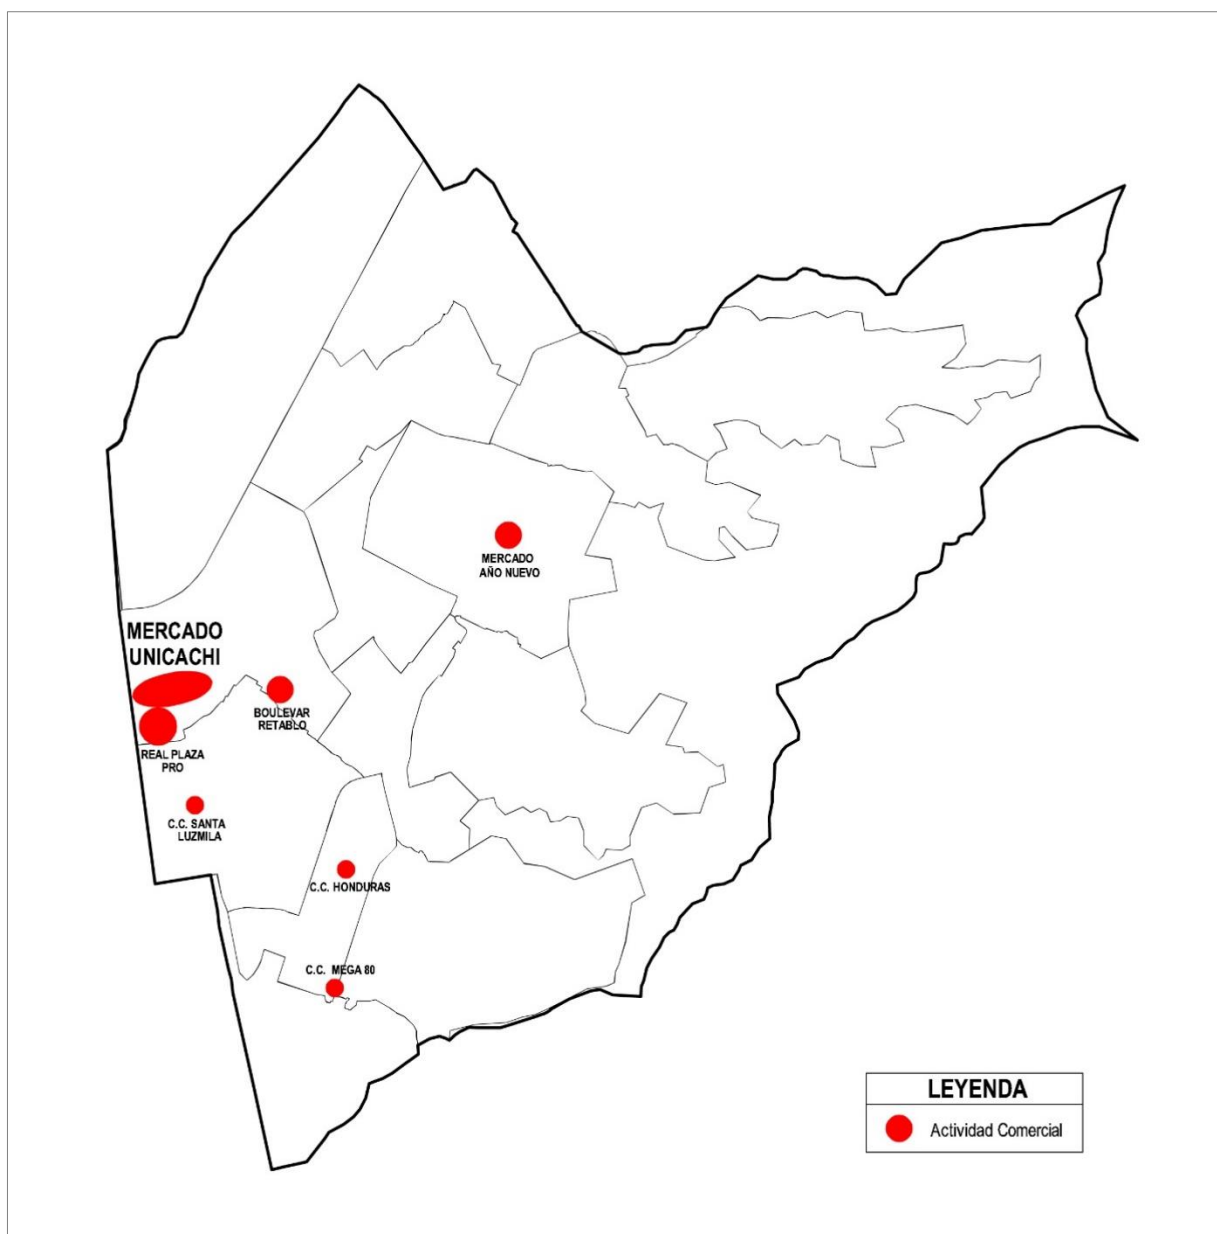 MERCADO
AÑO NUEVO
MERCADO
UNICACHI
BOULEVAR
RETABLO
REAL PLAZA
PRO
C.C. SANTA
LUZMILA
C.C. HONDURAS
C.C. MEGA 80
LEYENDA
Actividad Comercial